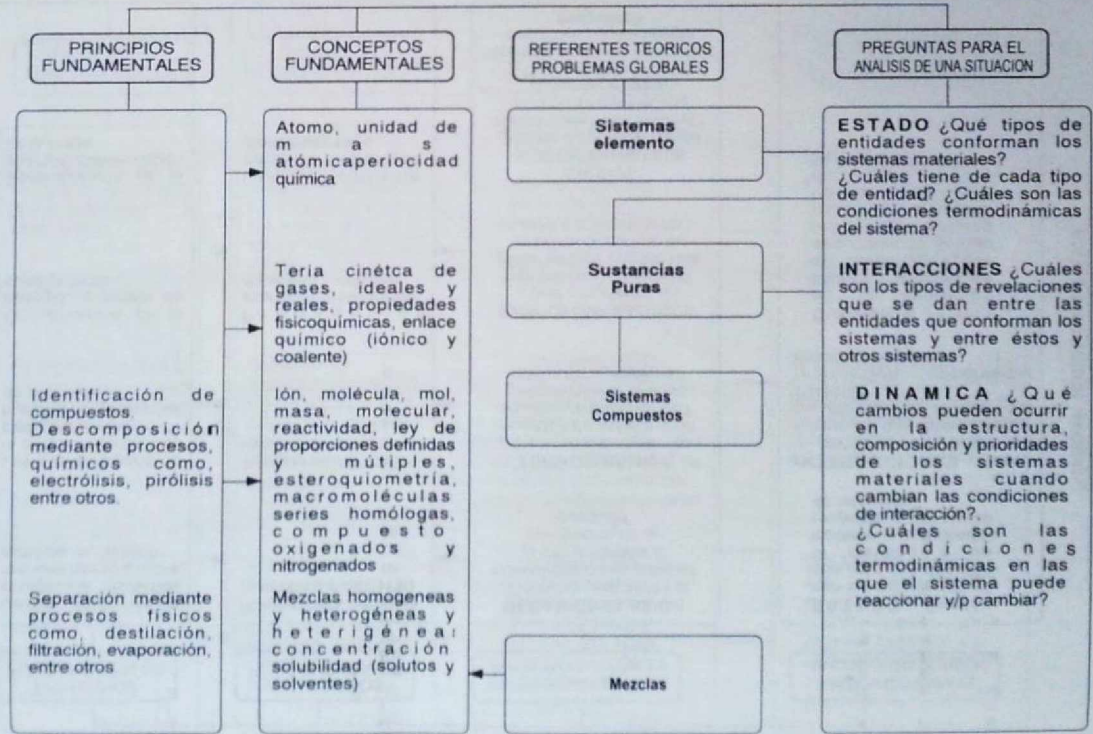 PRINCIPIOS
FUNDAMENTALES
CONCEPTOS
FUNDAMENTALES
REFERENTES TEORICOS
PROBLEMAS GLOBALES
PREGUNTAS PARA EL
ANALISIS DE UNA SITUACION
Identificación de
compuestos.
Descomposición
mediante procesos,
químicos como,
electrólisis, pirólisis
entre otros.
Separación mediante
procesos físicos
como, destilación,
filtración, evaporación,
entre otros
Atomo, unidad de
m a s
atómicaperiocidad
química
Teria cinétca de
gases, ideales y
reales, propiedades
fisicoquímicas, enlace
químico (iónico y
coalente)
Ión, molécula, mol,
masa, molecular,
reactividad, ley de
proporciones definidas
y múltiples,
esteroquiometría,
macromoléculas
series homólogas,
compuesto
oxigenados y
nitrogenados
Mezclas homogeneas
y heterogéneas y
heterigénea:
concentración
solubilidad (solutos y
solventes)
Sistemas
elemento
Sustancias
Puras
Sistemas
Compuestos
Mezclas
ESTADO ¿Qué tipos de
entidades conforman los
sistemas materiales?
¿Cuáles tiene de cada tipo
de entidad? ¿Cuáles son las
condiciones termodinámicas
del sistema?
INTERACCIONES ¿Cuáles
son los tipos de revelaciones
que se dan entre las
entidades que conforman los
sistemas y entre éstos y
otros sistemas?
DINAMICA ¿Qué
cambios pueden ocurrir
en la estructura,
composición y prioridades
de los sistemas
materiales cuando
cambian las condiciones
de interacción?.
¿Cuáles son las
condiciones
termodinámicas en las
que el sistema puede
reaccionar y/p cambiar?